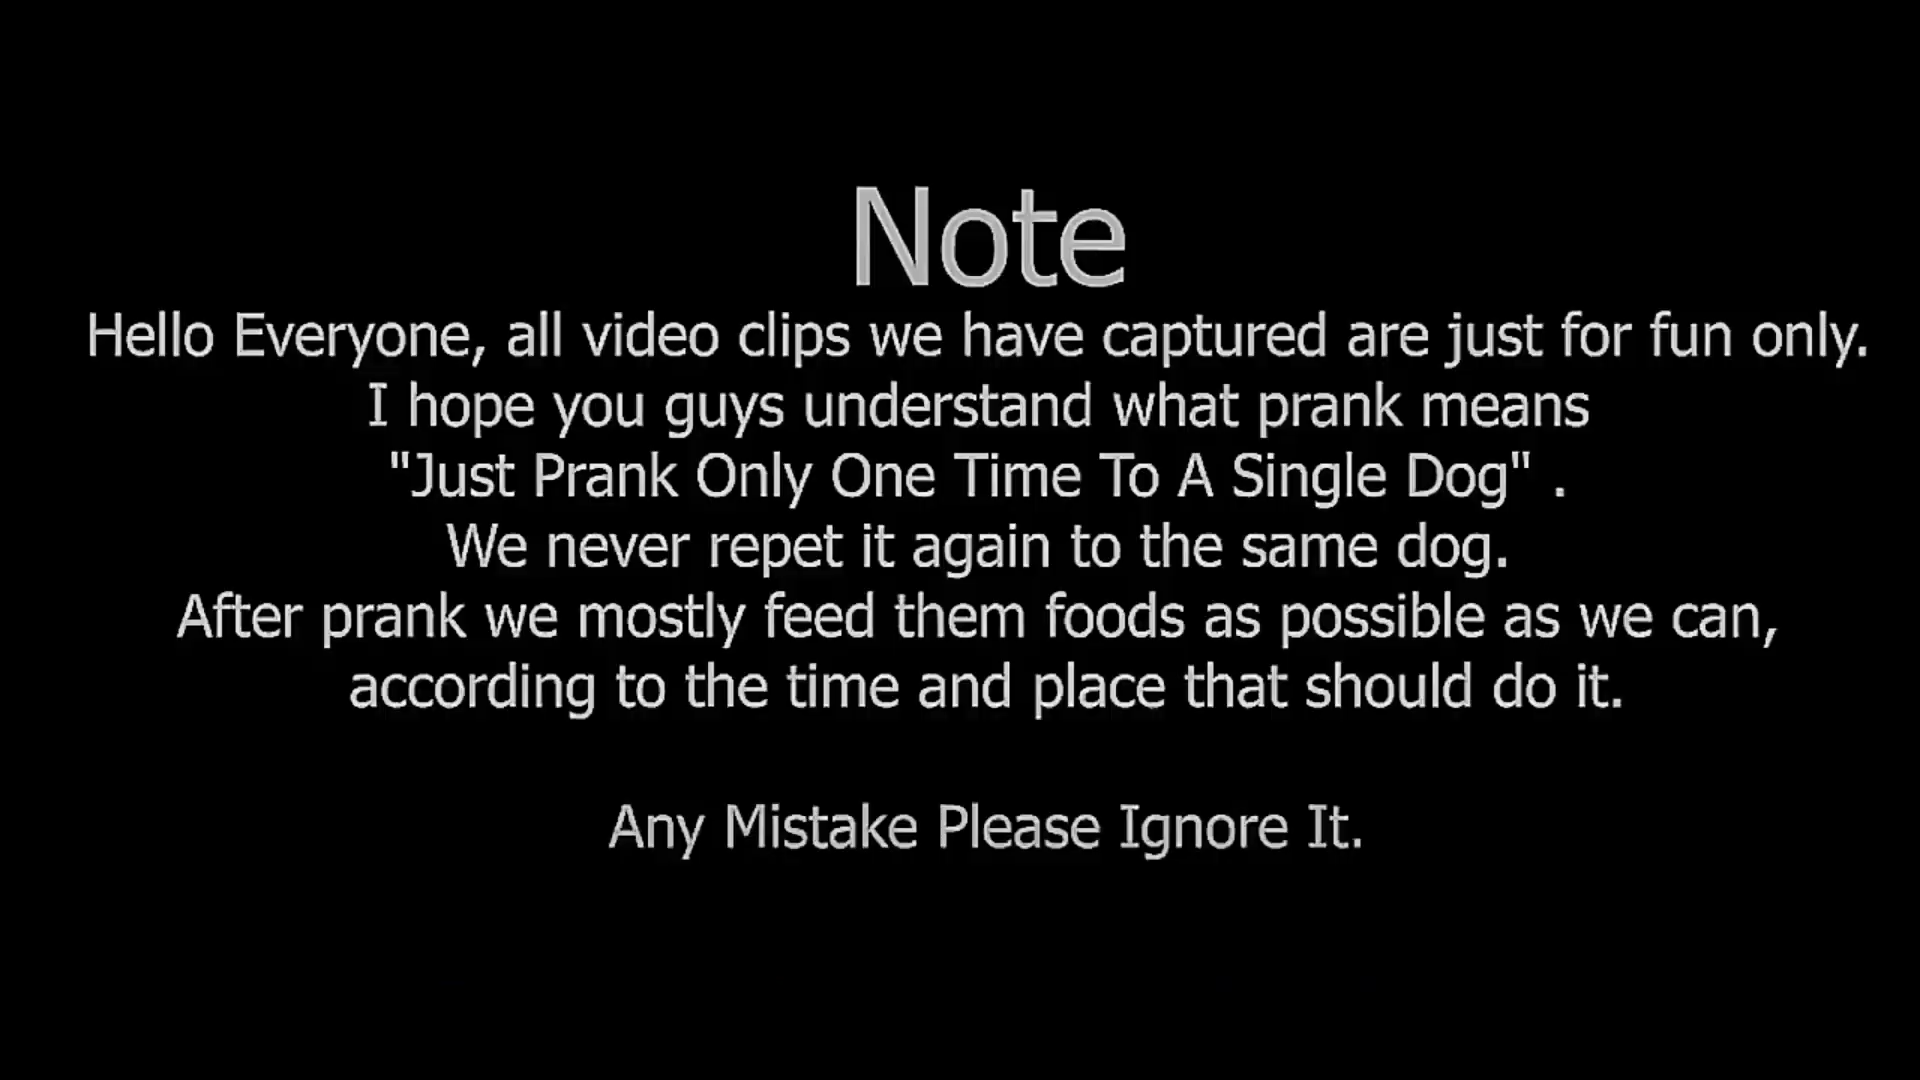 Note
Hello Everyone, all video clips we have captured are just for fun only.
I hope you guys understand what prank means
"Just Prank Only One Time To A Single Dog" .
We never repet it again to the same dog.
After prank we mostly feed them foods as possible as we can,
according to the time and place that should do it.
Any Mistake Please Ignore It.